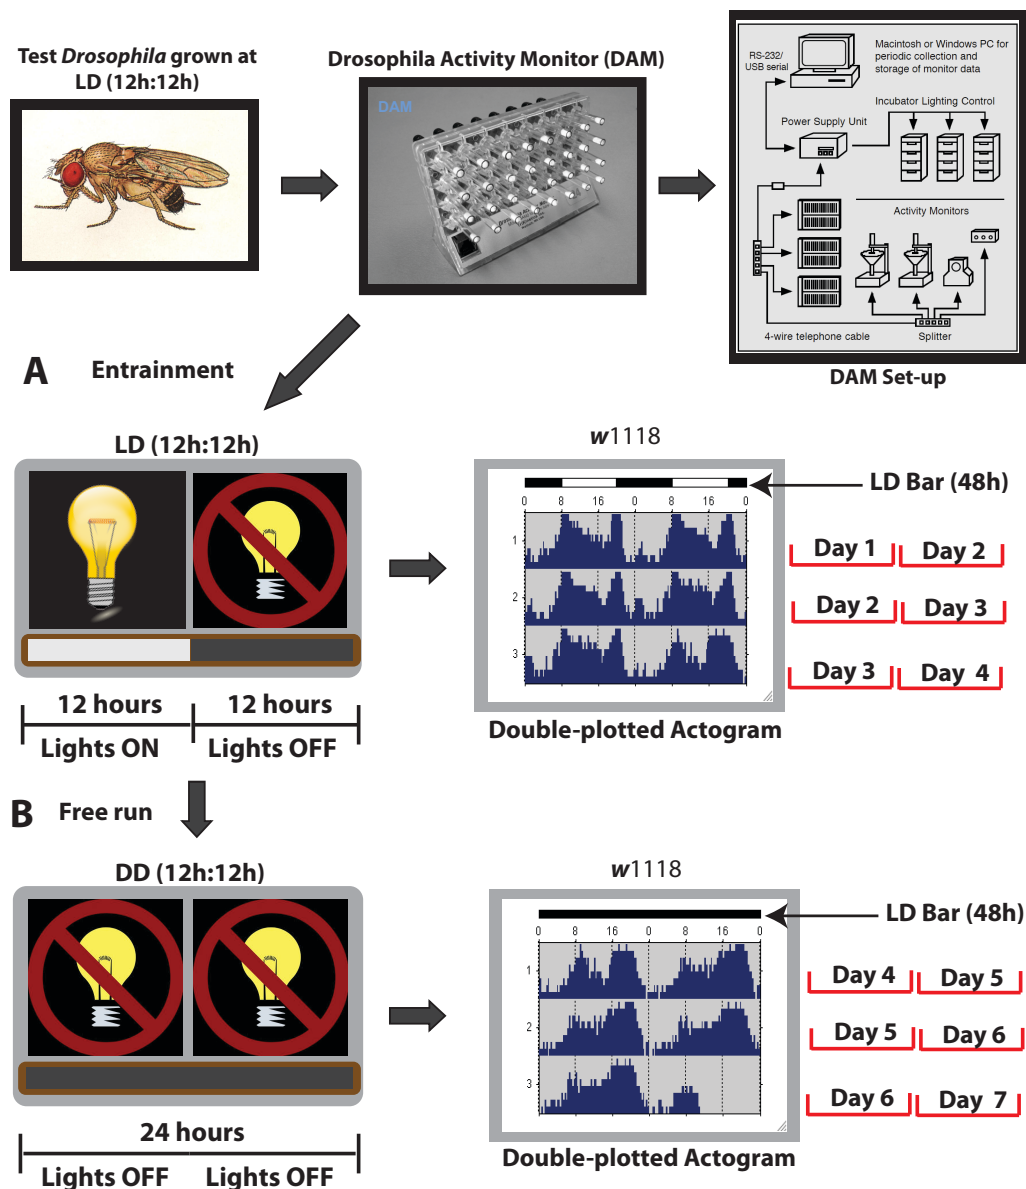 Test Drosophila grown at
LD (12h:12h)
Drosophila Activity Monitor (DAM)
DAM
RS-232/
USB serial
Macintosh or Windows PC for
periodic collection and
storage of monitor data
Incubator Lighting Control
Power Supply Unit
Activity Monitors
4-wire telephone cable
Splitter
DAM Set-up
A
Entrainment
LD (12h:12h)
12 hours
12 hours
Lights ON
Lights OFF
w1118
LD Bar (48h)
0 8 16 0 8 16 0
1
2
3
Day 1
Day 2
Day 2
Day 3
Day 3
Day 4
Double-plotted Actogram
B
Free run
DD (12h:12h)
24 hours
Lights OFF
Lights OFF
w1118
LD Bar (48h)
0 8 16 0 8 16 0
1
2
3
Day 4
Day 5
Day 5
Day 6
Day 6
Day 7
Double-plotted Actogram